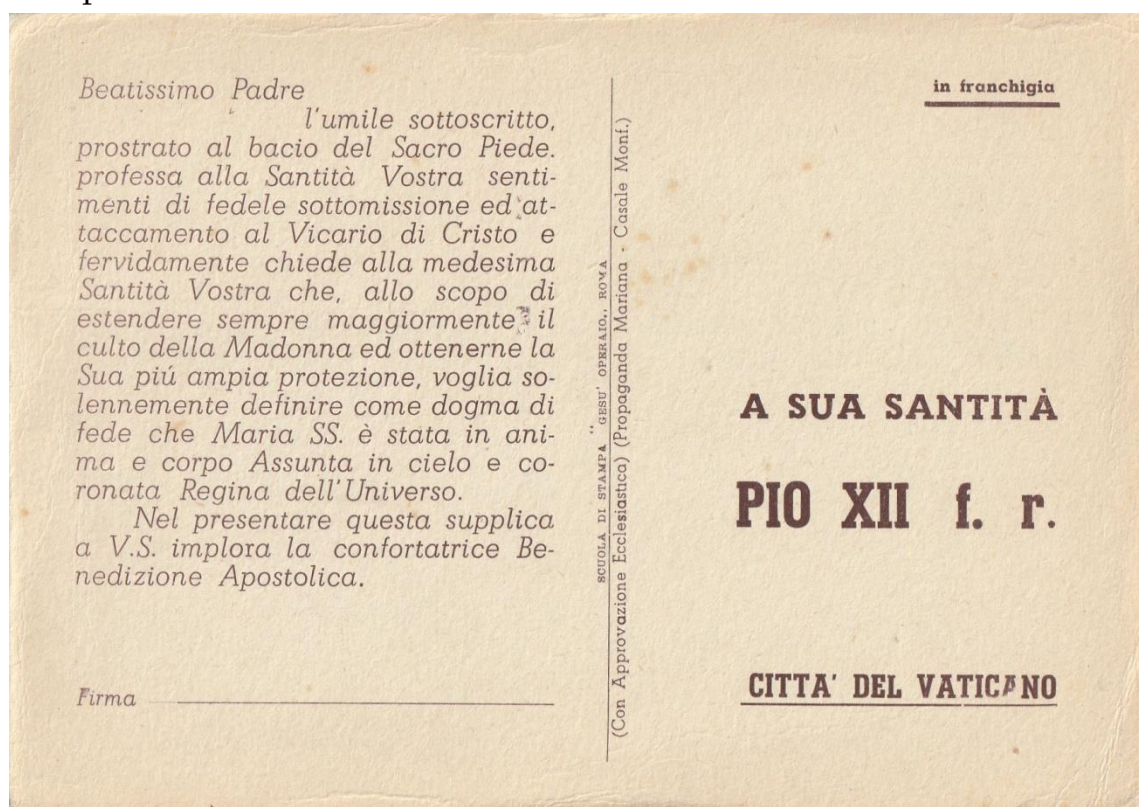 Beatissimo Padre
l'umile sottoscritto,
prostrato al bacio del Sacro Piede.
professa alla Santità Vostra senti-
menti di fedele sottomissione ed at-
taccamento al Vicario di Cristo e
fervidamente chiede alla medesima
Santità Vostra che, allo scopo di
estendere sempre maggiormente il
culto della Madonna ed ottenerne la
Sua piú ampia protezione, voglia so-
lennemente definire come dogma di
fede che Maria SS. è stata in ani-
ma e corpo Assunta in cielo e co-
ronata Regina dell'Universo.
Nel presentare questa supplica
a V.S. implora la confortatrice Be-
nedizione Apostolica.
Firma
SCUOLA DI STAMPA "GESU' OPERAIO,, ROMA
(Con Approvazione Ecclesiastica) (Propaganda Mariana - Casale Monf.)
in franchigia
A SUA SANTITÀ
PIO XII f. r.
CITTA' DEL VATICANO